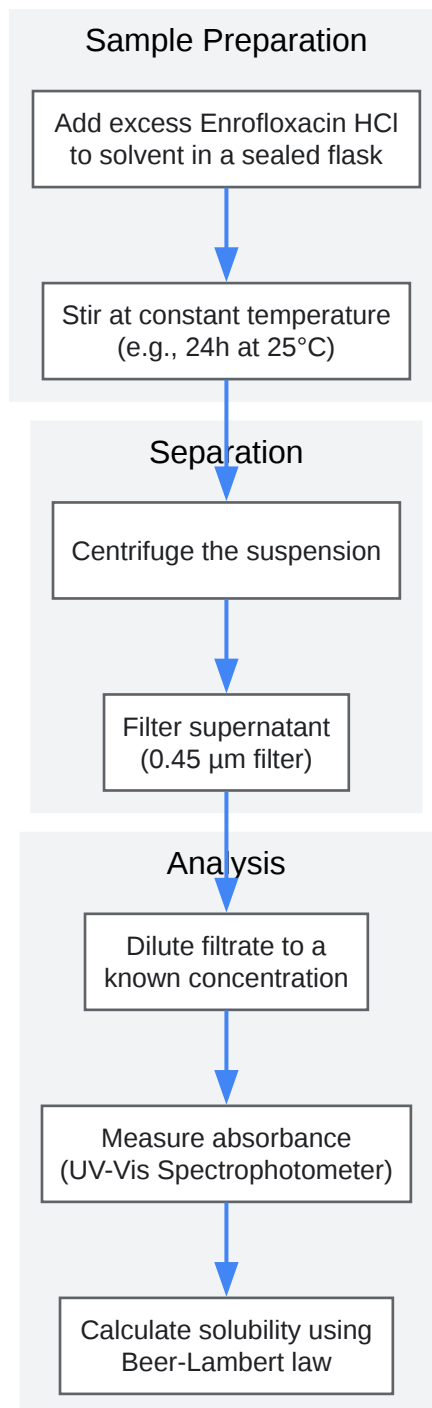 Sample Preparation
Add excess Enrofloxacin HCl
to solvent in a sealed flask
Stir at constant temperature
(e.g., 24h at 25°C)
Separation
Centrifuge the suspension
Filter supernatant
(0.45 µm filter)
Analysis
Dilute filtrate to a
known concentration
Measure absorbance
(UV-Vis Spectrophotometer)
Calculate solubility using
Beer-Lambert law